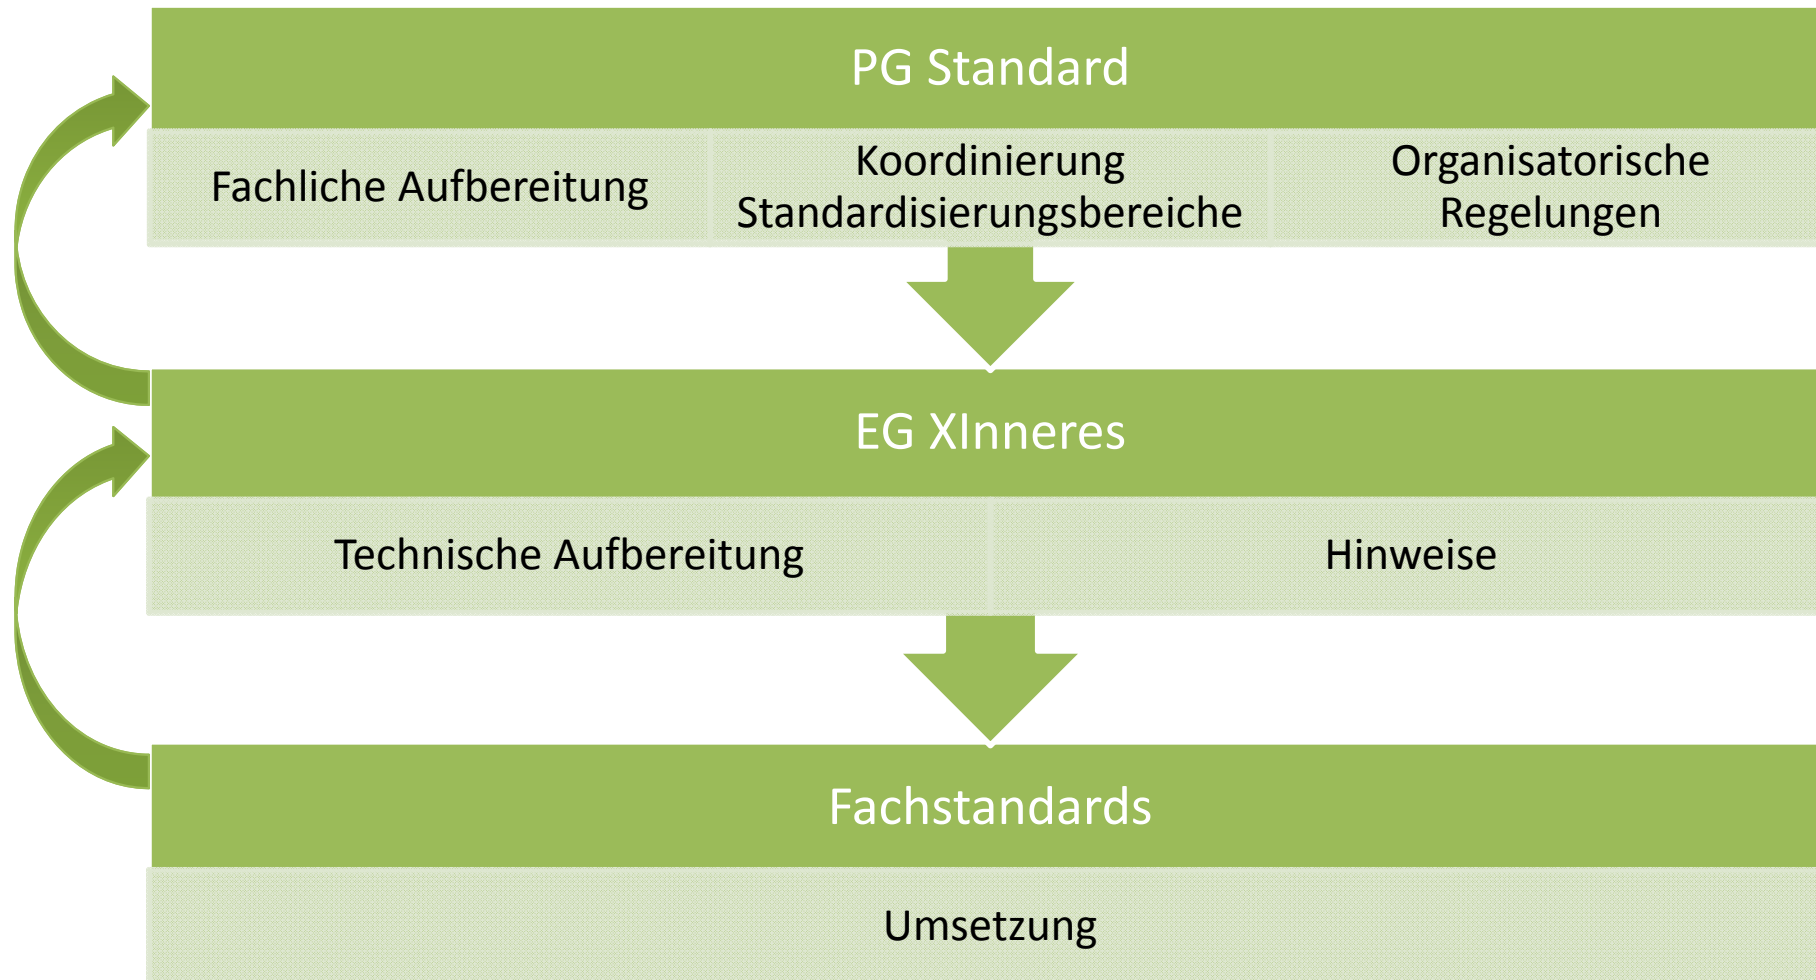 PG Standard
Fachliche Aufbereitung
Koordinierung
Standardisierungsbereiche
Organisatorische
Regelungen
EG XInneres
Technische Aufbereitung
Hinweise
Fachstandards
Umsetzung